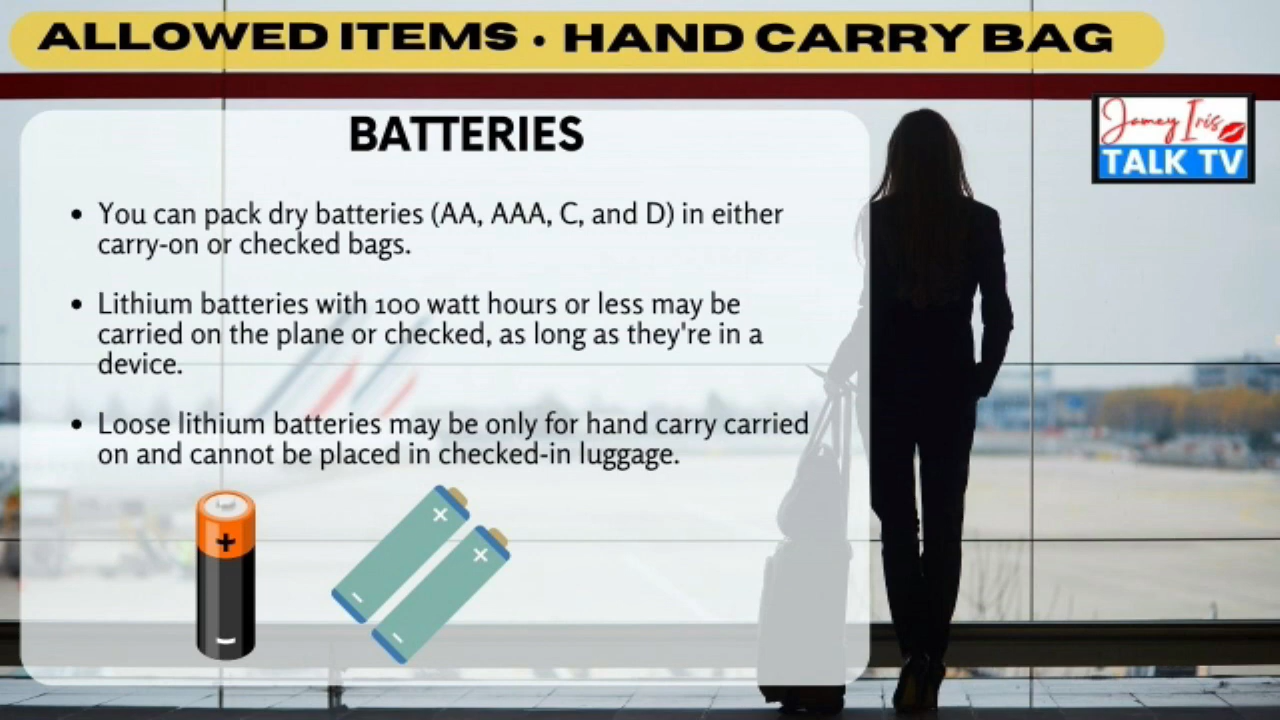 ALLOWED ITEMS • HAND CARRY BAG
Jamey Iris
TALK TV
BATTERIES
• You can pack dry batteries (AA, AAA, C, and D) in either
carry-on or checked bags.
• Lithium batteries with 100 watt hours or less may be
carried on the plane or checked, as long as they're in a
device.
• Loose lithium batteries may be only for hand carry carried
on and cannot be placed in checked-in luggage.
+
-
+
+
-
-